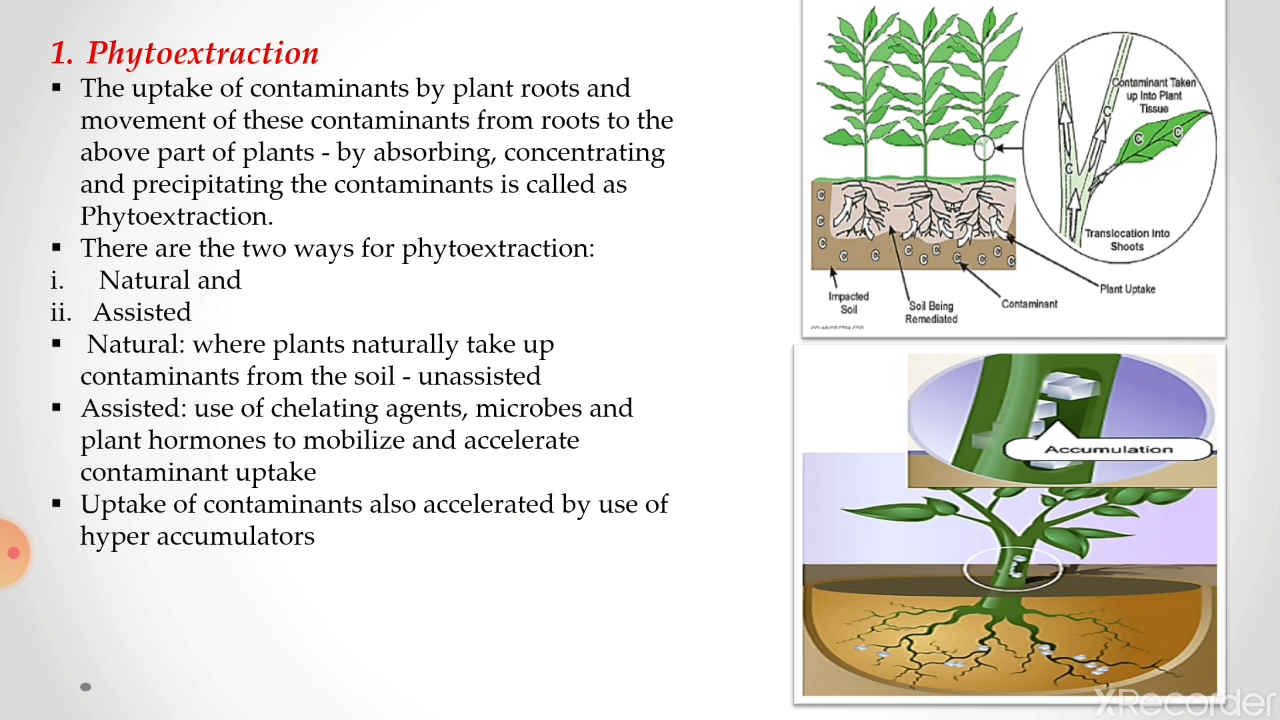 1. Phytoextraction
▪ The uptake of contaminants by plant roots and
movement of these contaminants from roots to the
above part of plants - by absorbing, concentrating
and precipitating the contaminants is called as
Phytoextraction.
▪ There are the two ways for phytoextraction:
i. Natural and
ii. Assisted
▪ Natural: where plants naturally take up
contaminants from the soil - unassisted
▪ Assisted: use of chelating agents, microbes and
plant hormones to mobilize and accelerate
contaminant uptake
▪ Uptake of contaminants also accelerated by use of
hyper accumulators
Contaminant Taken
up Into Plant
Tissue
C
C
C
C
Translocation Into
Shoots
C
C
C
C
C
C
C
C
C
C
C
Plant Uptake
Impacted
Soil
Soil Being
Remediated
Contaminant
Accumulation
XRecorder